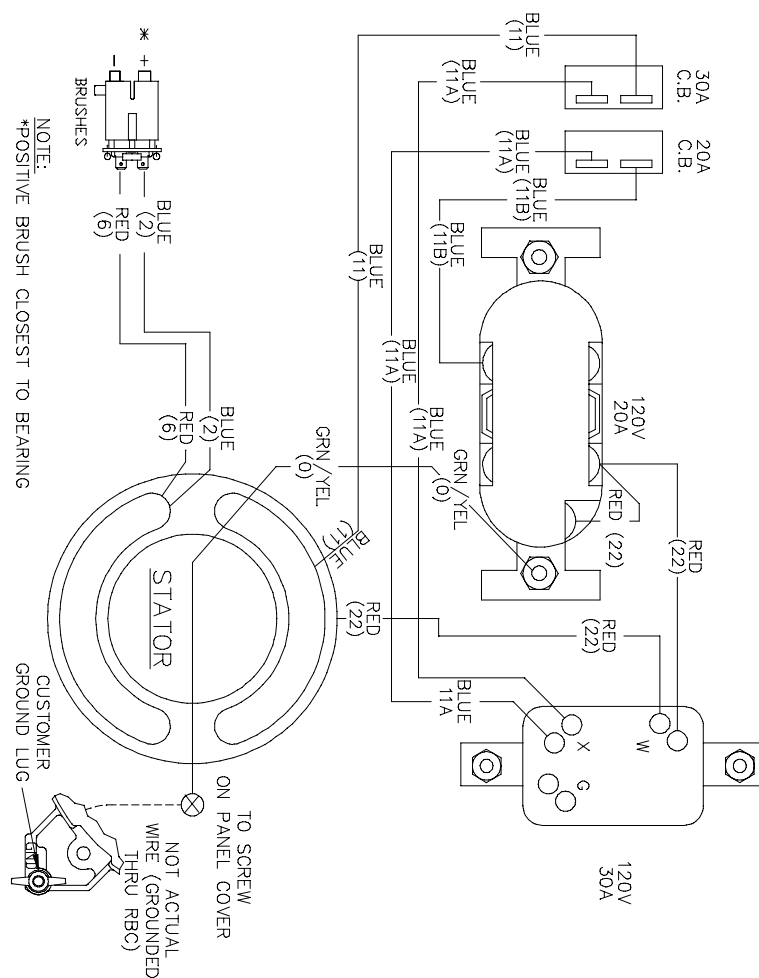 BLUE
(11)
BLUE
(11A)
30A
C.B.
20A
C.B.
BLUE
(11A)
BLUE
(11B)
BLUE
(11B)
BLUE
(11)
BLUE
(11A)
BLUE
(11A)
*
- +
BRUSHES
BLUE
(2)
RED
(6)
NOTE:
*POSITIVE BRUSH CLOSEST TO BEARING
BLUE
(2)
RED
(6)
120V
20A
GRN/YEL
(0)
GRN/YEL
(0)
RED
(22)
RED
(22)
BLUE
(11)
STATOR
RED
(22)
RED
(22)
BLUE
11A
X
W
G
120V
30A
CUSTOMER
GROUND LUG
TO SCREW
ON PANEL COVER
NOT ACTUAL
WIRE (GROUNDED
THRU RBC)